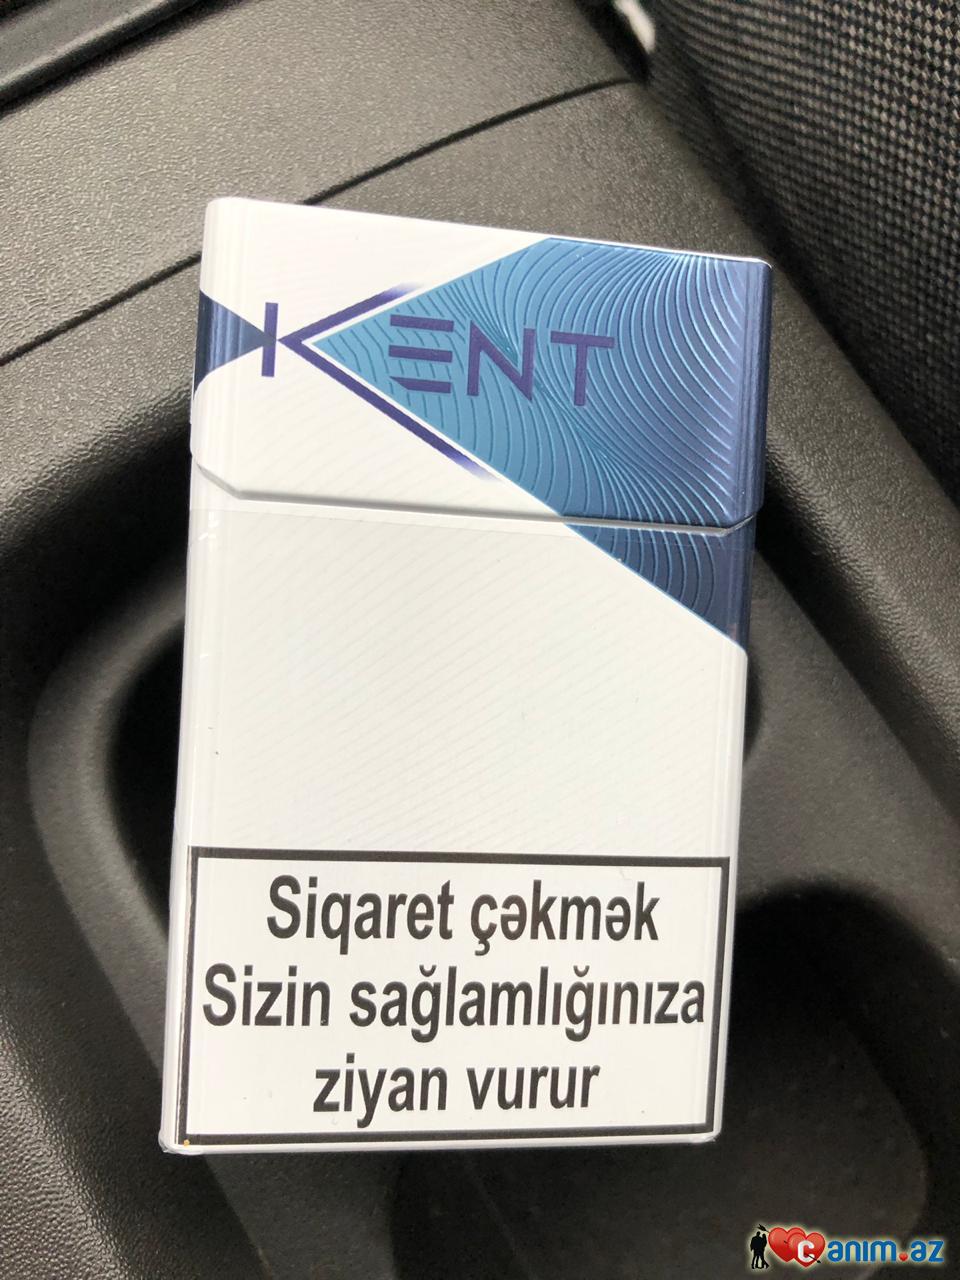 KENT
Siqaret çəkmək
Sizin sağlamlığınıza
ziyan vurur
canim.az